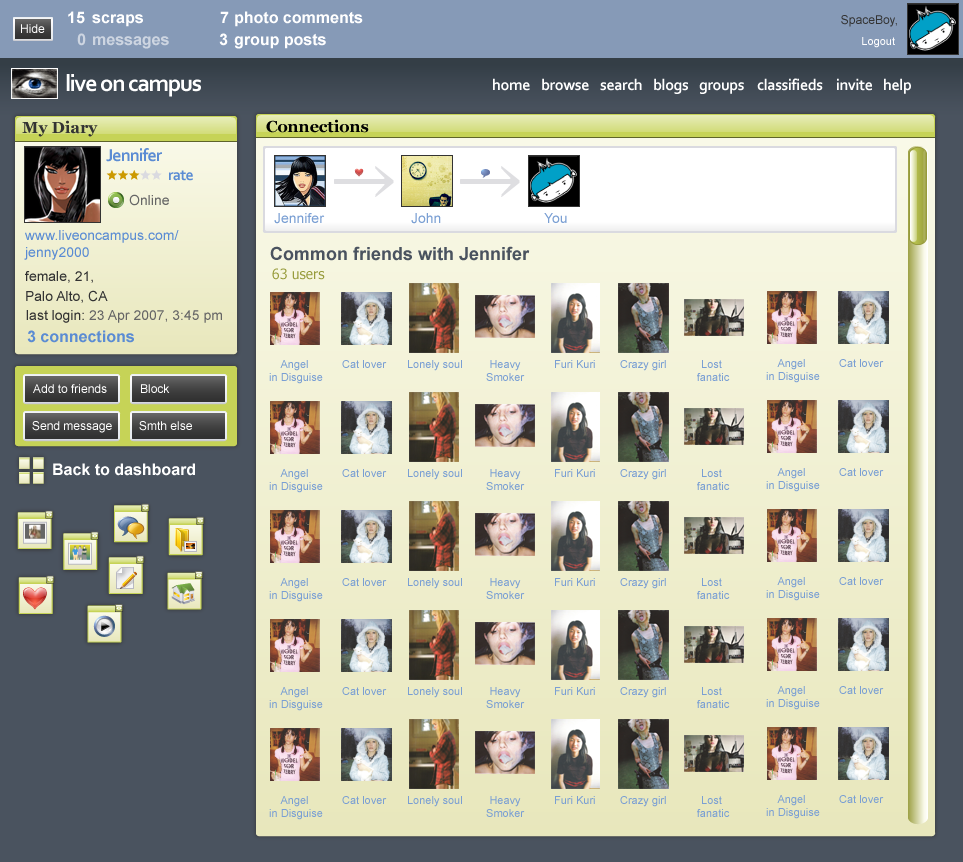 Hide
15 scraps
0 messages
7 photo comments
3 group posts
SpaceBoy,
Logout
live on campus
home browse search blogs groups classifieds invite help
My Diary
Jennifer
rate
Online
www.liveoncampus.com/
jenny2000
female, 21,
Palo Alto, CA
last login: 23 Apr 2007, 3:45 pm
3 connections
Add to friends Block
Send message Smth else
Back to dashboard
Connections
Jennifer John You
Common friends with Jennifer
63 users
Angel Cat lover Lonely soul Heavy Furi Kuri Crazy girl Lost Angel Cat lover
in Disguise Smoker fanatic in Disguise
Angel Cat lover Lonely soul Heavy Furi Kuri Crazy girl Lost Angel Cat lover
in Disguise Smoker fanatic in Disguise
Angel Cat lover Lonely soul Heavy Furi Kuri Crazy girl Lost Angel Cat lover
in Disguise Smoker fanatic in Disguise
Angel Cat lover Lonely soul Heavy Furi Kuri Crazy girl Lost Angel Cat lover
in Disguise Smoker fanatic in Disguise
Angel Cat lover Lonely soul Heavy Furi Kuri Crazy girl Lost Angel Cat lover
in Disguise Smoker fanatic in Disguise